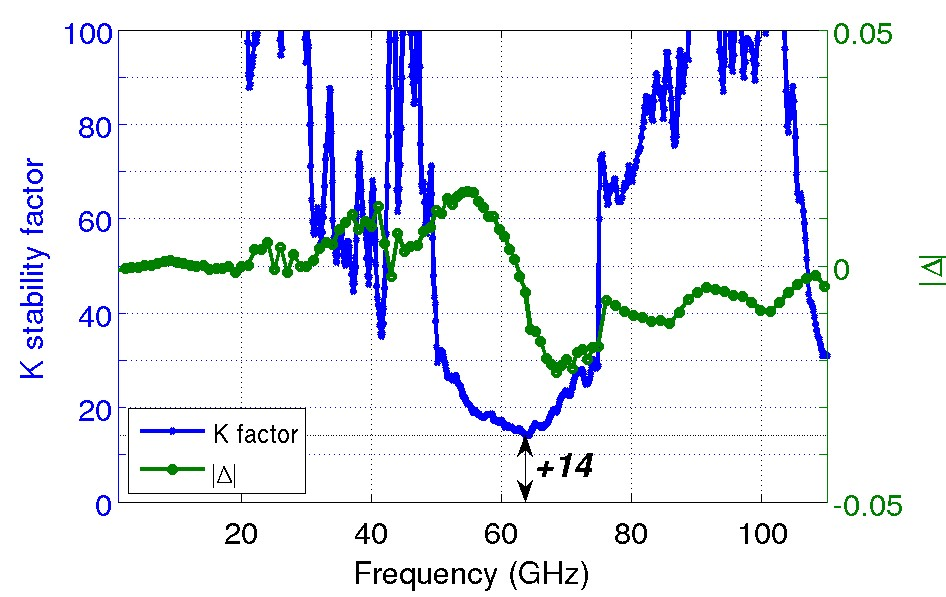 100
80
60
40
20
0
K stability factor
0.05
0
-0.05
|Δ|
K factor
|Δ|
+14
20 40 60 80 100
Frequency (GHz)